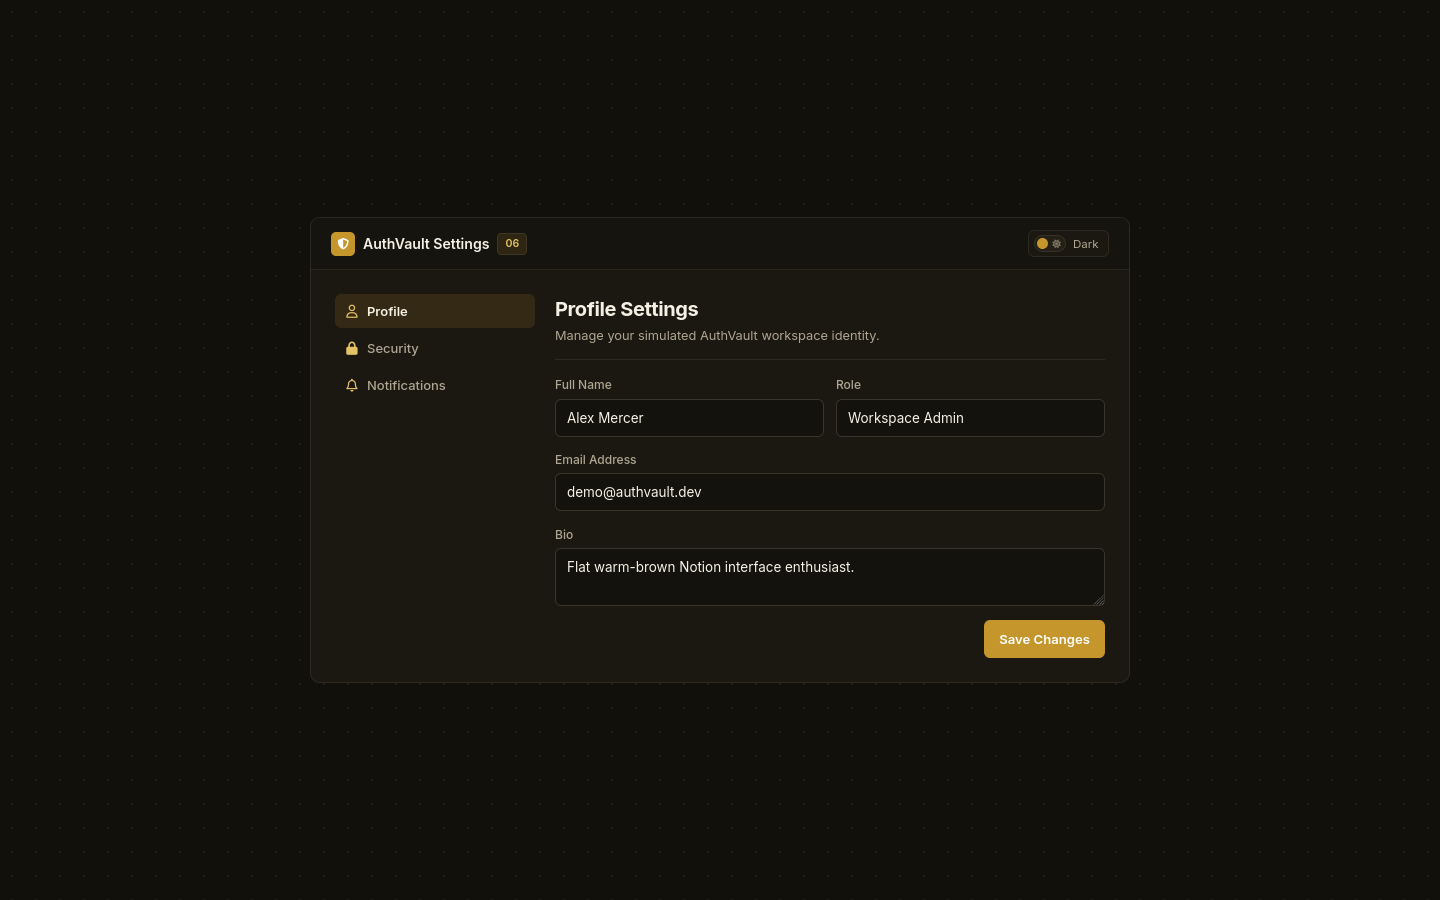 AuthVault Settings 06
Dark
Profile
Security
Notifications
Profile Settings
Manage your simulated AuthVault workspace identity.
Full Name
Role
Alex Mercer
Workspace Admin
Email Address
demo@authvault.dev
Bio
Flat warm-brown Notion interface enthusiast.
Save Changes